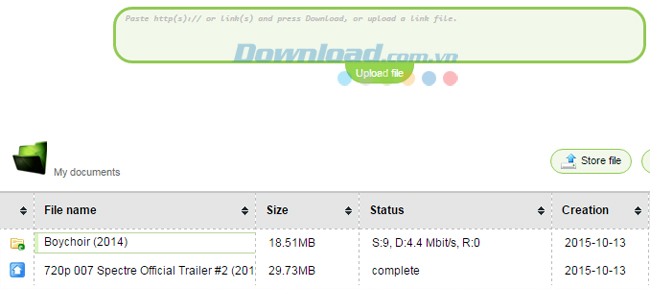 Paste http(s):// or link(s) and press Download, or upload a link file.
Download.com.vn
Upload file
My documents
Store file
File name Size Status Creation
Boychoir (2014) 18.51MB S:9, D:4.4 Mbit/s, R:0 2015-10-13
720p 007 Spectre Official Trailer #2 (201 29.73MB complete 2015-10-13